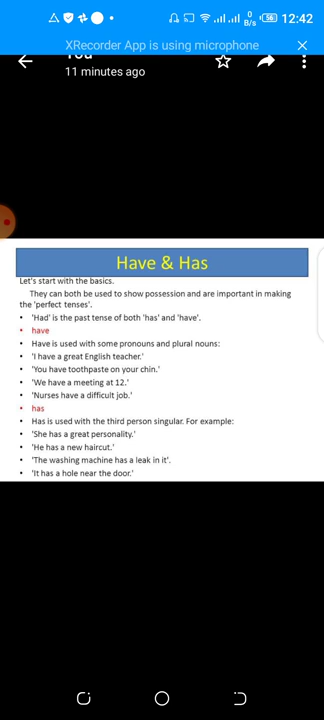 0 B/s 56 12:42
XRecorder App is using microphone
11 minutes ago
Have & Has
Let's start with the basics.
They can both be used to show possession and are important in making
the 'perfect tenses'.
• 'Had' is the past tense of both 'has' and 'have'.
• have
• Have is used with some pronouns and plural nouns:
• 'I have a great English teacher.'
• 'You have toothpaste on your chin.'
• 'We have a meeting at 12.'
• 'Nurses have a difficult job.'
• has
• Has is used with the third person singular. For example:
• 'She has a great personality.'
• 'He has a new haircut.'
• 'The washing machine has a leak in it'.
• 'It has a hole near the door.'